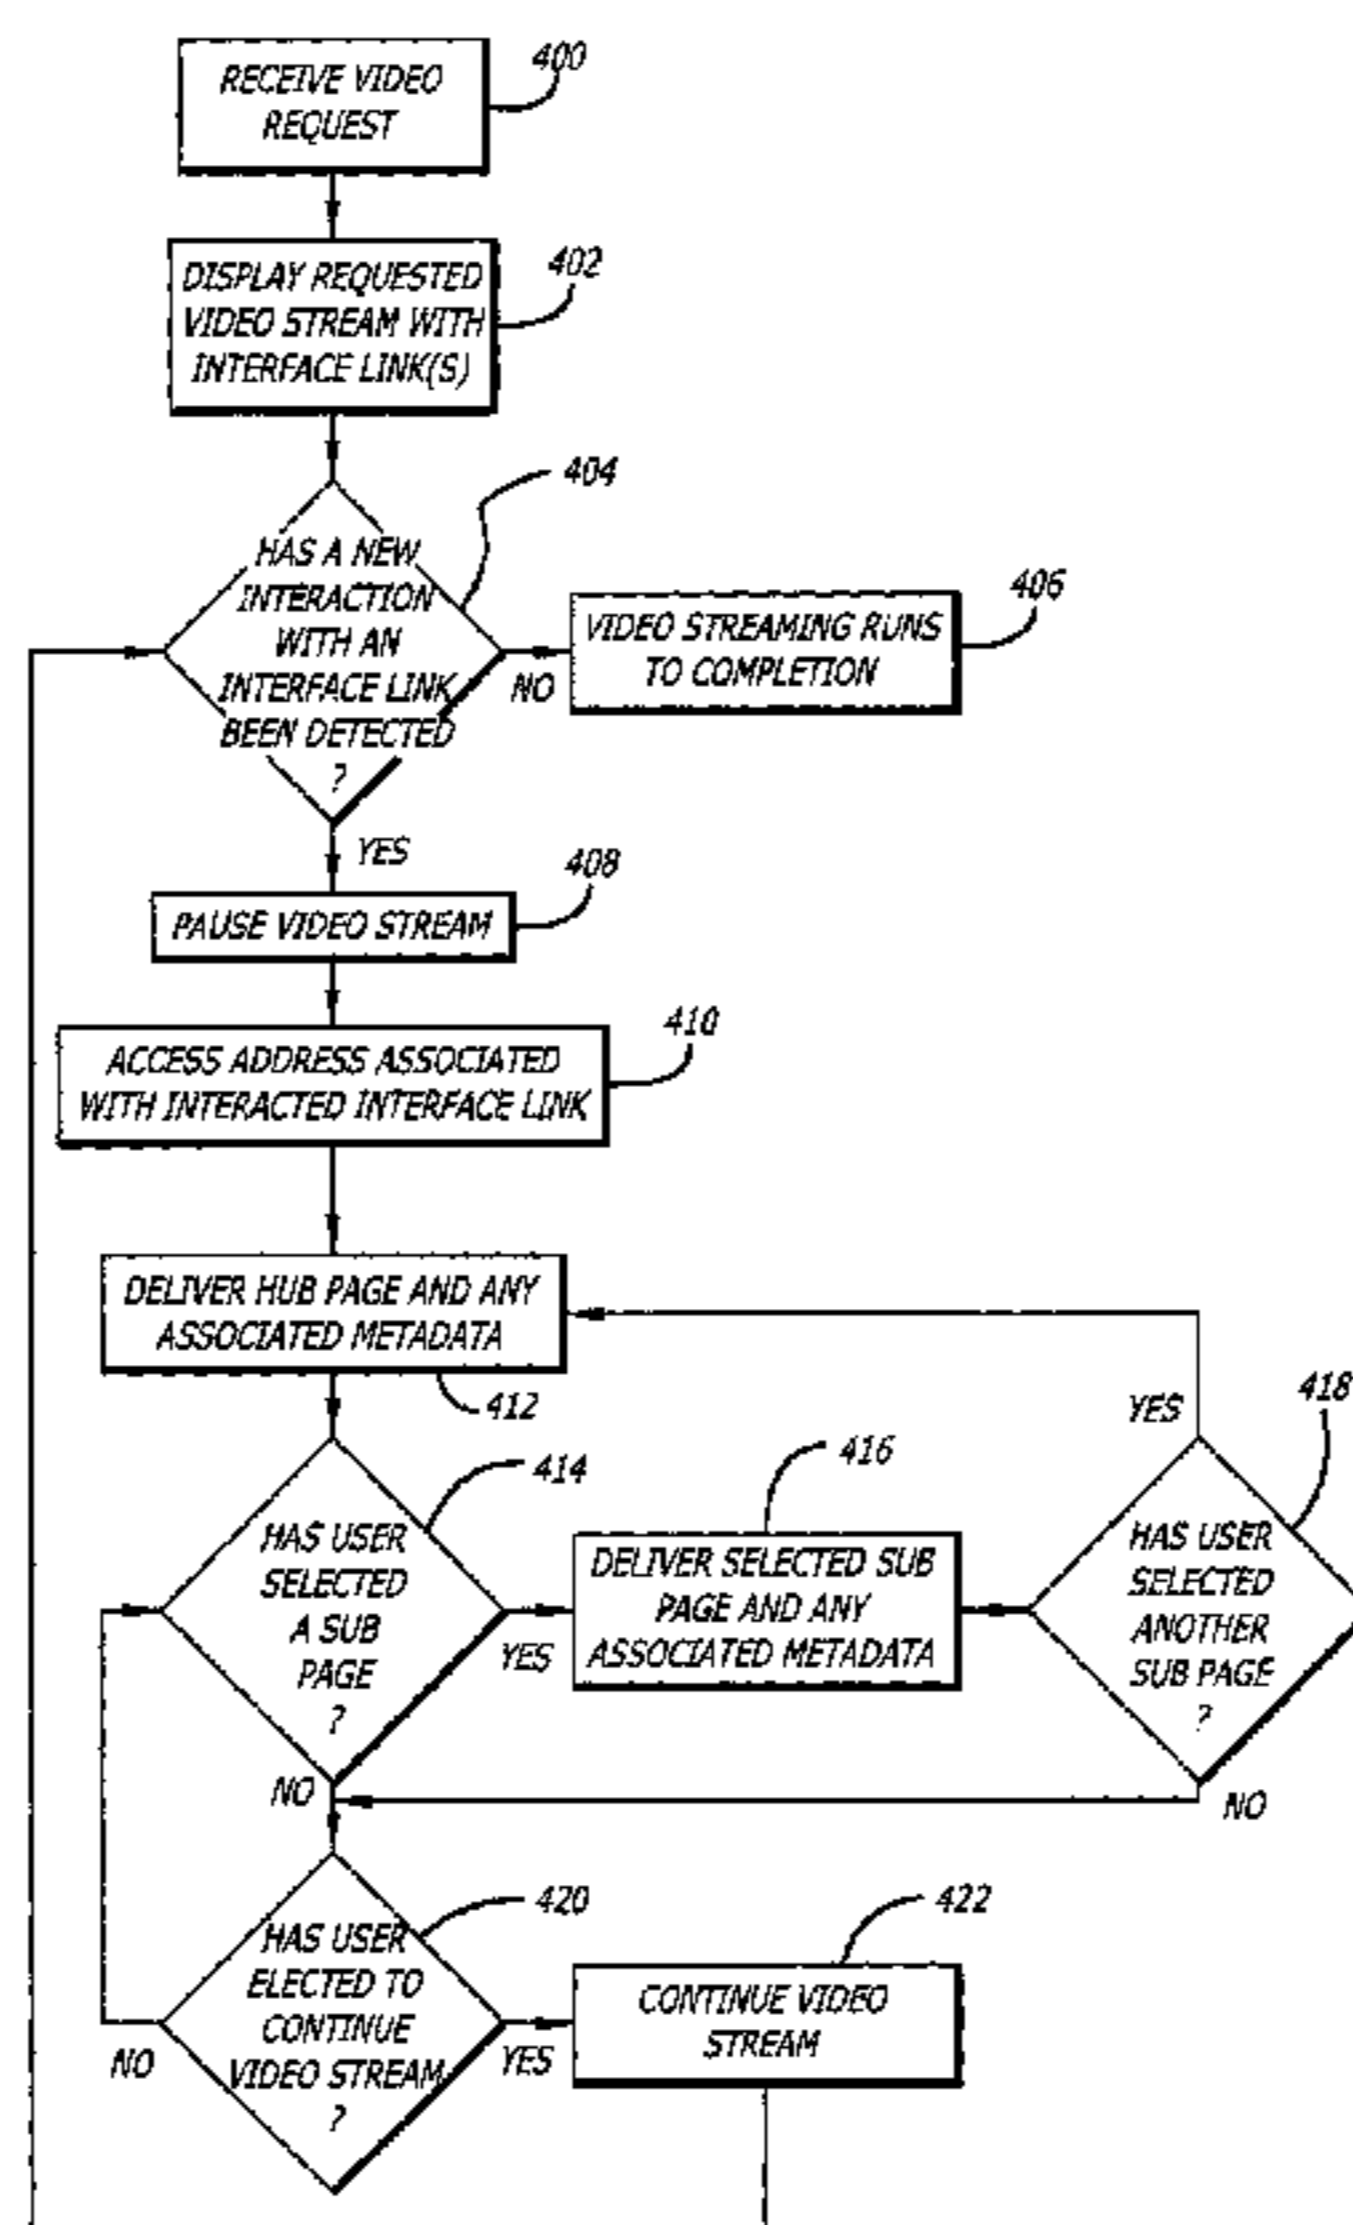 RECEIVE VIDEO
REQUEST
400
DISPLAY REQUESTED
VIDEO STREAM WITH
INTERFACE LINK(S)
402
HAS A NEW
INTERACTION
WITH AN
INTERFACE LINK
BEEN DETECTED
?
404
NO
VIDEO STREAMING RUNS
TO COMPLETION
406
YES
PAUSE VIDEO STREAM
408
ACCESS ADDRESS ASSOCIATED
WITH INTERACTED INTERFACE LINK
410
DELIVER HUB PAGE AND ANY
ASSOCIATED METADATA
412
HAS USER
SELECTED
A SUB
PAGE
?
414
YES
DELIVER SELECTED SUB
PAGE AND ANY
ASSOCIATED METADATA
416
HAS USER
SELECTED
ANOTHER
SUB PAGE
?
418
YES
NO
NO
HAS USER
ELECTED TO
CONTINUE
VIDEO STREAM
?
420
NO
YES
CONTINUE VIDEO
STREAM
422